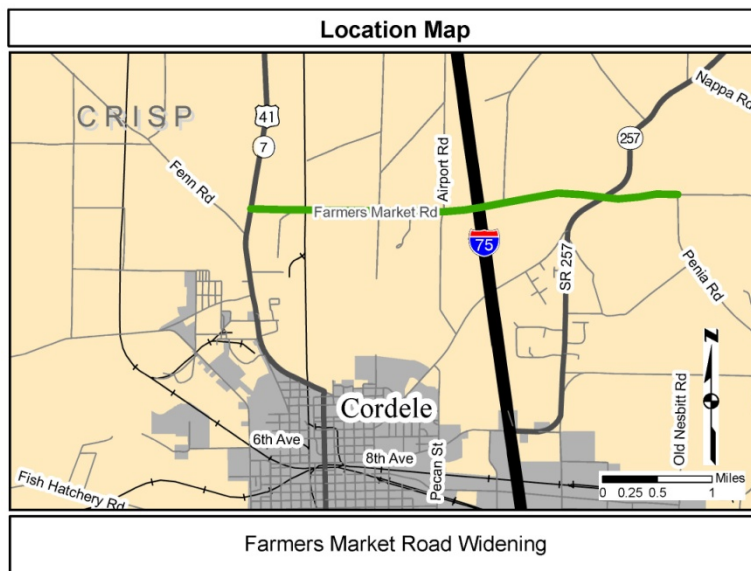 Location Map
CRISP
41
7
Fenn Rd
Airport Rd
257
Nappa Rd
Farmers Market Rd
75
SR 257
Penia Rd
N
Cordele
6th Ave
8th Ave
Pecan St
Old Nesbitt Rd
Fish Hatchery Rd
Miles
0 0.25 0.5 1
Farmers Market Road Widening